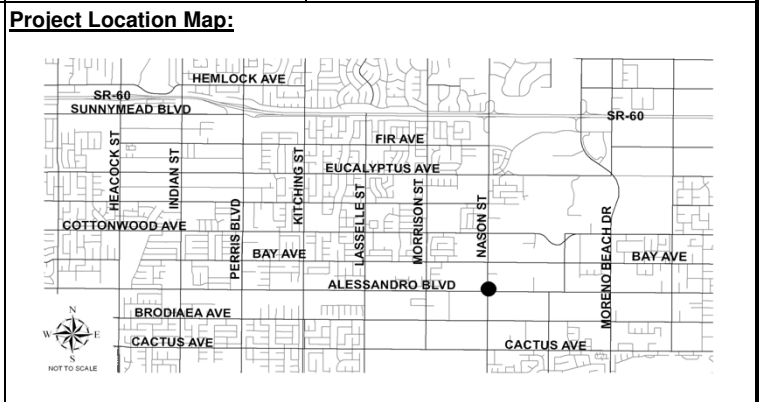 Project Location Map:
HEMLOCK AVE
SR-60
SUNNYMEAD BLVD
SR-60
FIR AVE
EUCALYPTUS AVE
HEACOCK ST
INDIAN ST
PERRIS BLVD
KITCHING ST
LASSELLE ST
MORRISON ST
NASON ST
MORENO BEACH DR
COTTONWOOD AVE
BAY AVE
BAY AVE
ALESSANDRO BLVD
BRODIAEA AVE
CACTUS AVE
CACTUS AVE
N
W E
S
NOT TO SCALE